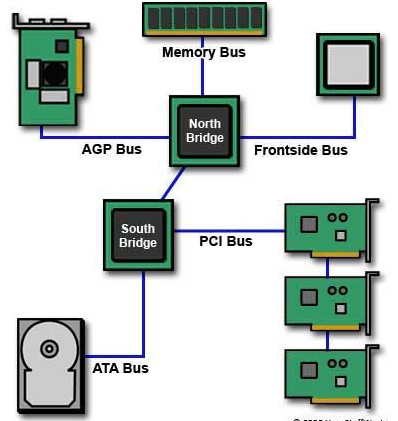 Memory Bus
North
Bridge
AGP Bus
Frontside Bus
South
Bridge
PCI Bus
ATA Bus